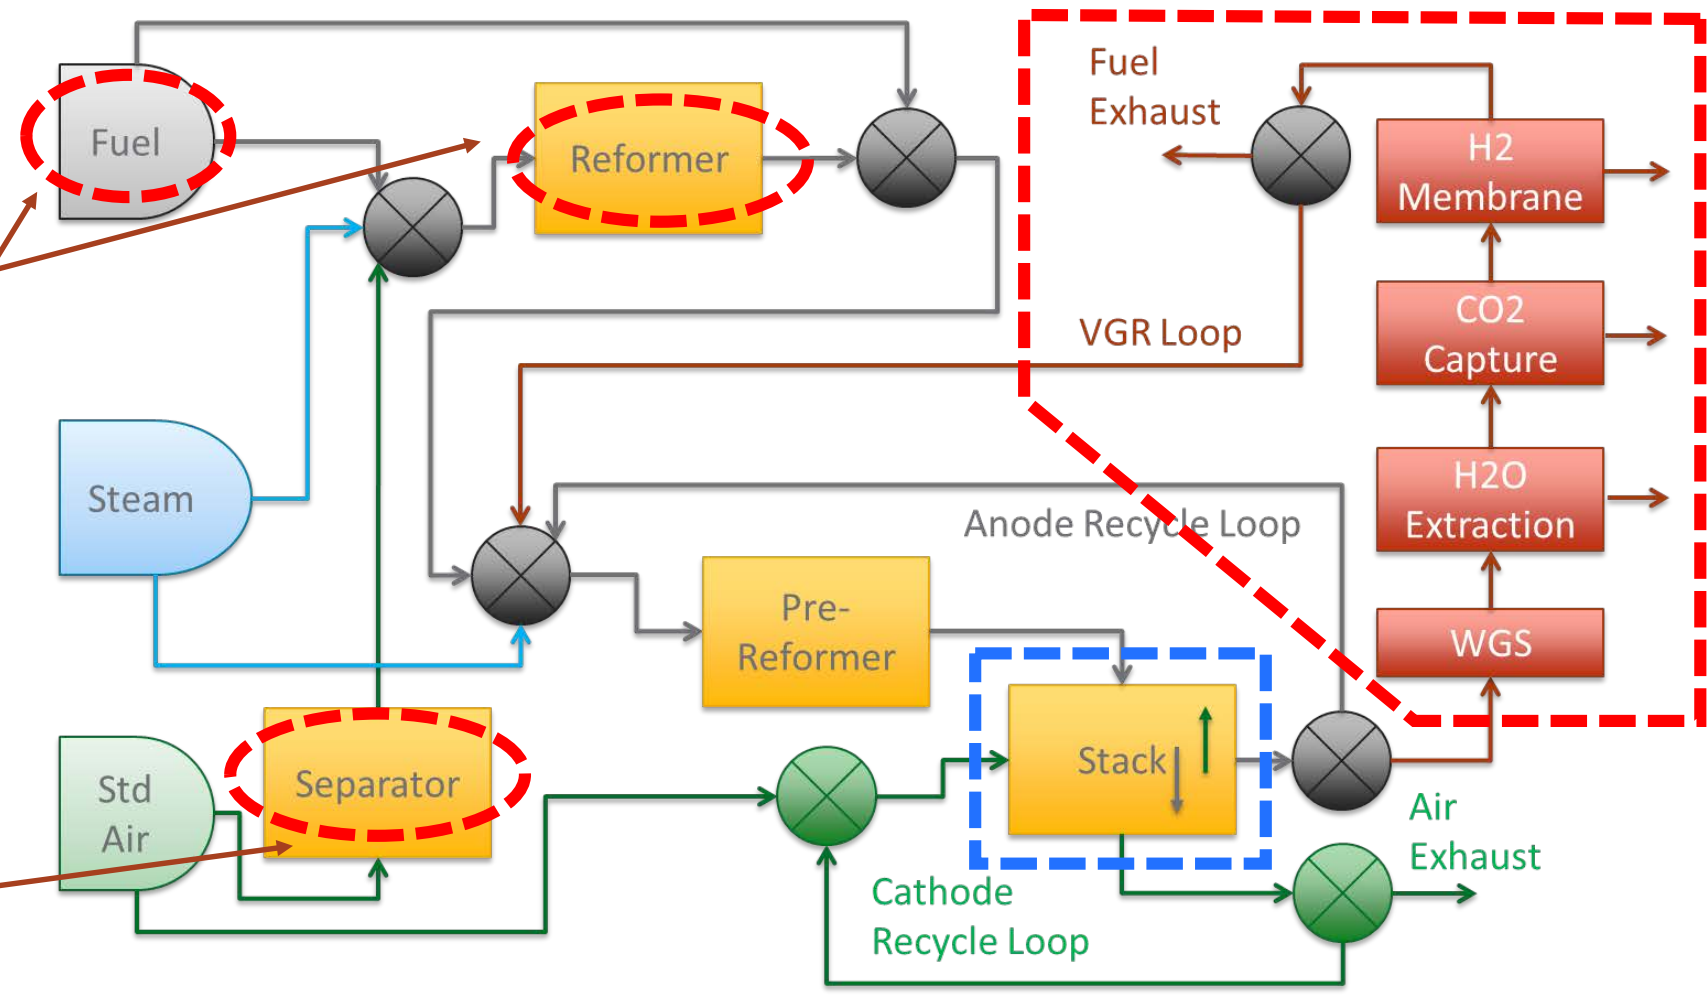 Fuel
Reformer
Fuel
Exhaust
H2
Membrane
VGR Loop
CO2
Capture
Steam
Anode Recycle Loop
H2O
Extraction
Pre-
Reformer
WGS
Std
Air
Separator
Stack
Air
Exhaust
Cathode
Recycle Loop